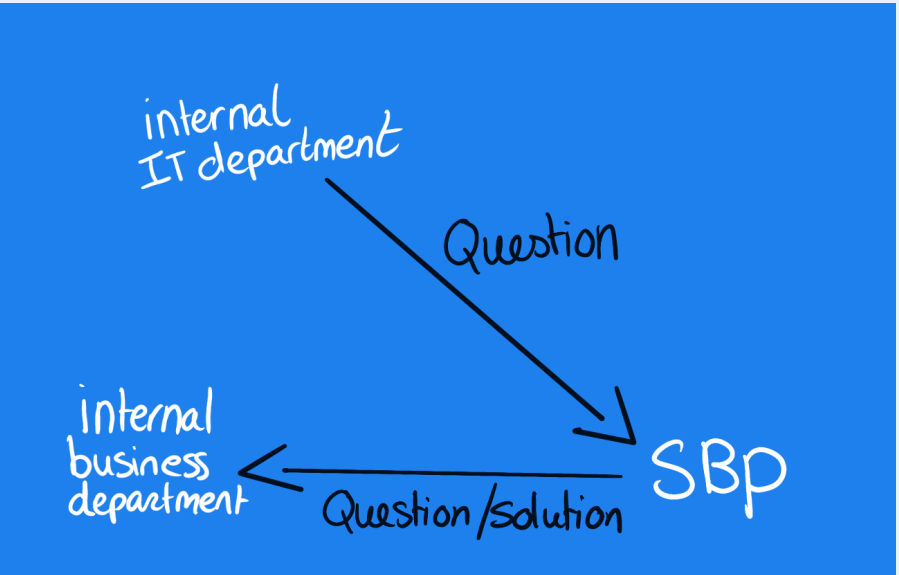 internal
IT department
Question
internal
business
department
SBp
Question/solution